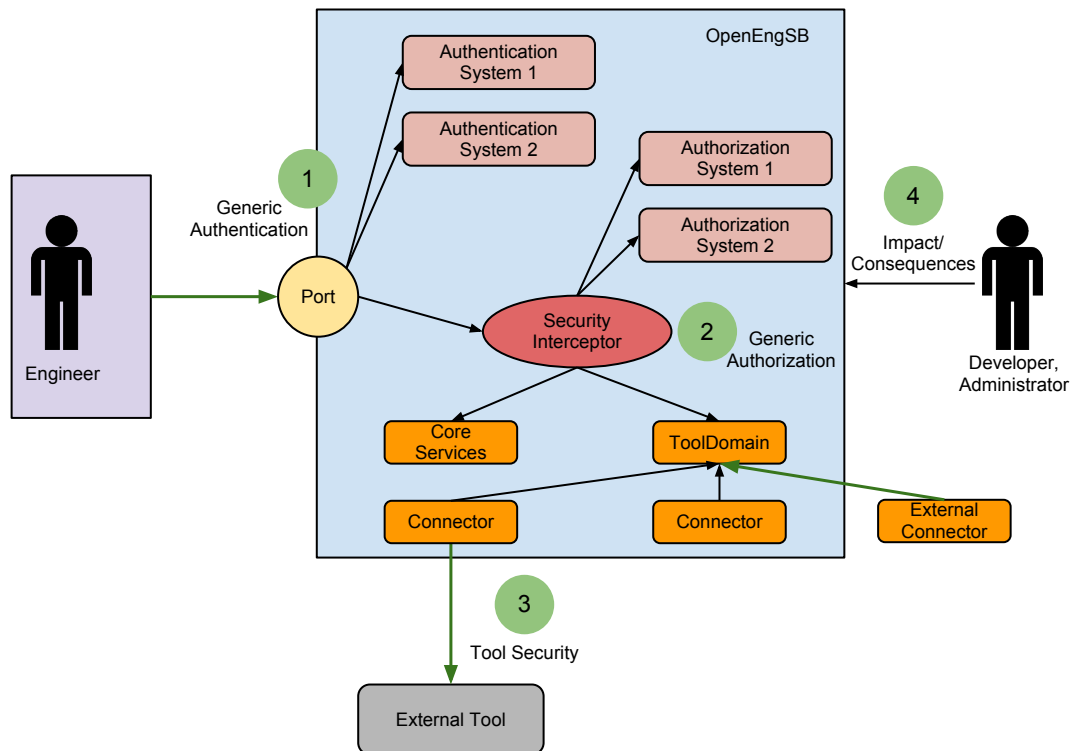 OpenEngSB
Authentication
System 1
Authentication
System 2
Authorization
System 1
Authorization
System 2
1
Generic
Authentication
4
Impact/
Consequences
Port
Security
Interceptor
2
Generic
Authorization
Engineer
Developer,
Administrator
Core
Services
ToolDomain
Connector
Connector
External
Connector
3
Tool Security
External Tool